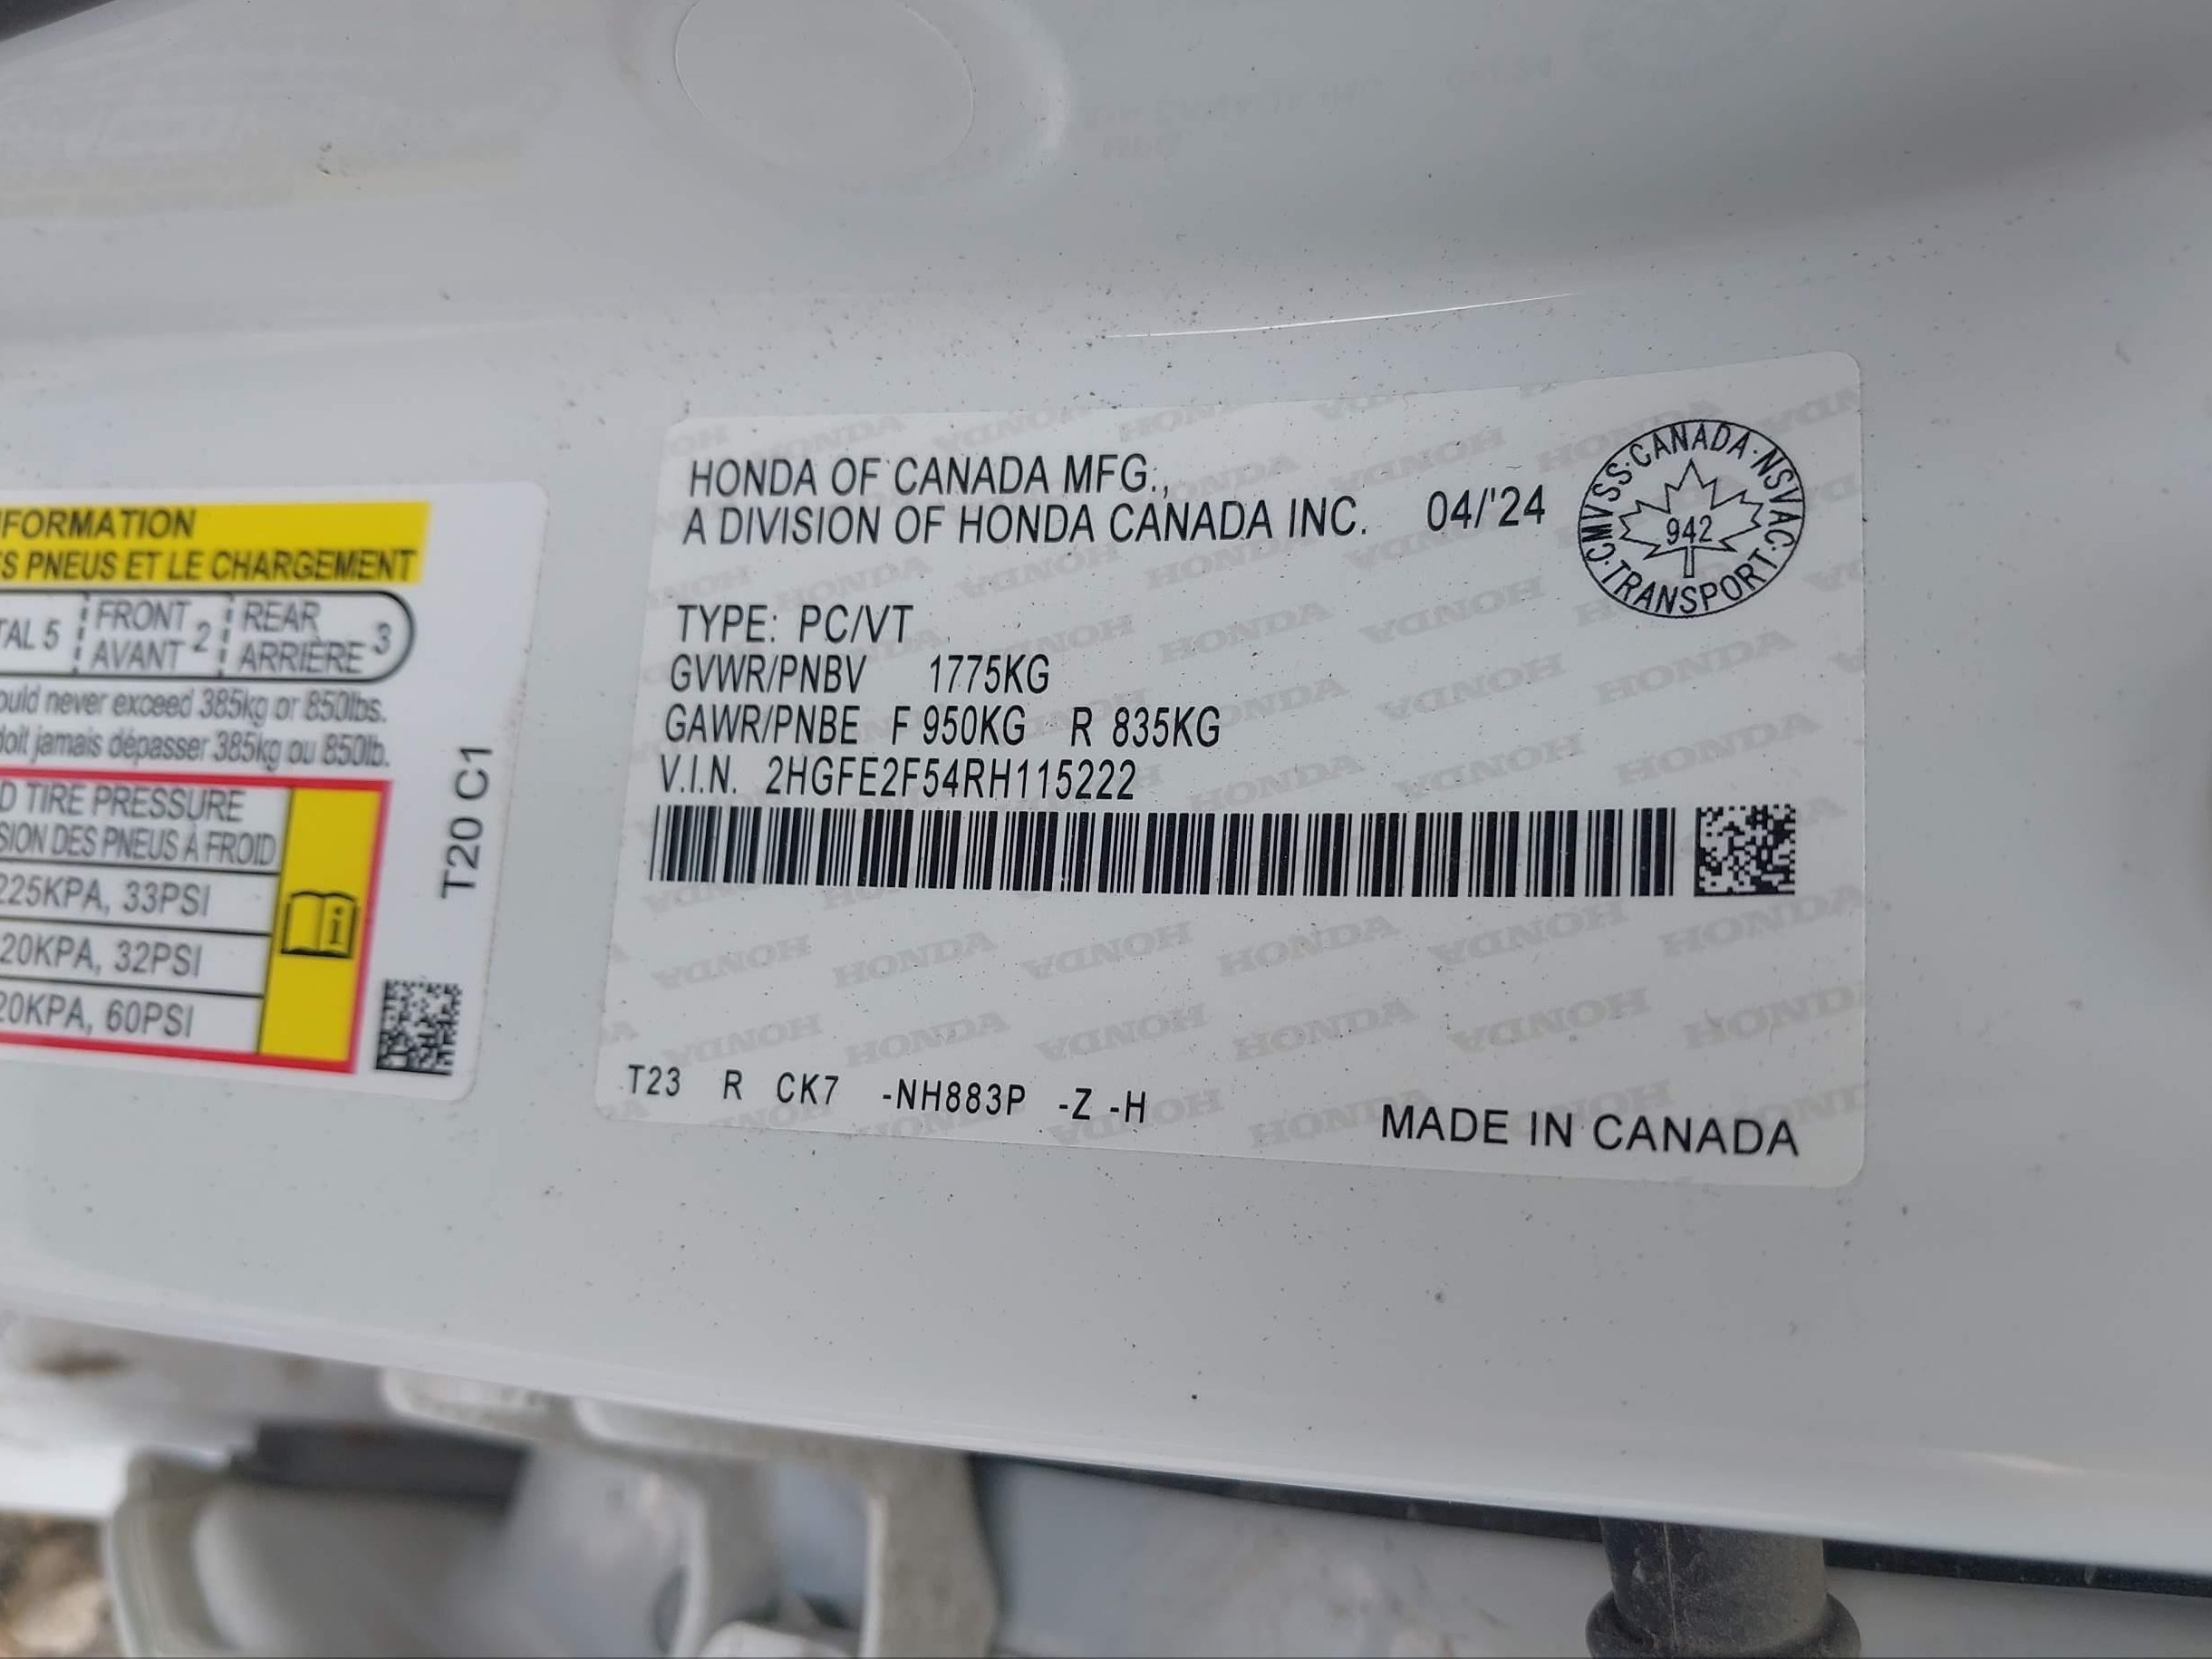 NFORMATION
S PNEUS ET LE CHARGEMENT
TAL 5 FRONT AVANT 2 REAR ARRIÈRE 3
ould never exceed 385kg or 850lbs.
doit jamais dépasser 385kg ou 850lb.
D TIRE PRESSURE
SION DES PNEUS À FROID
225KPA, 33PSI
20KPA, 32PSI
20KPA, 60PSI
T20 C1
HONDA OF CANADA MFG.,
A DIVISION OF HONDA CANADA INC. 04/'24
CMVSS·CANADA·NSVAC·TRANSPORT·
942
TYPE: PC/VT
GVWR/PNBV 1775KG
GAWR/PNBE F 950KG R 835KG
V.I.N. 2HGFE2F54RH115222
T23 R CK7 -NH883P -Z -H
MADE IN CANADA